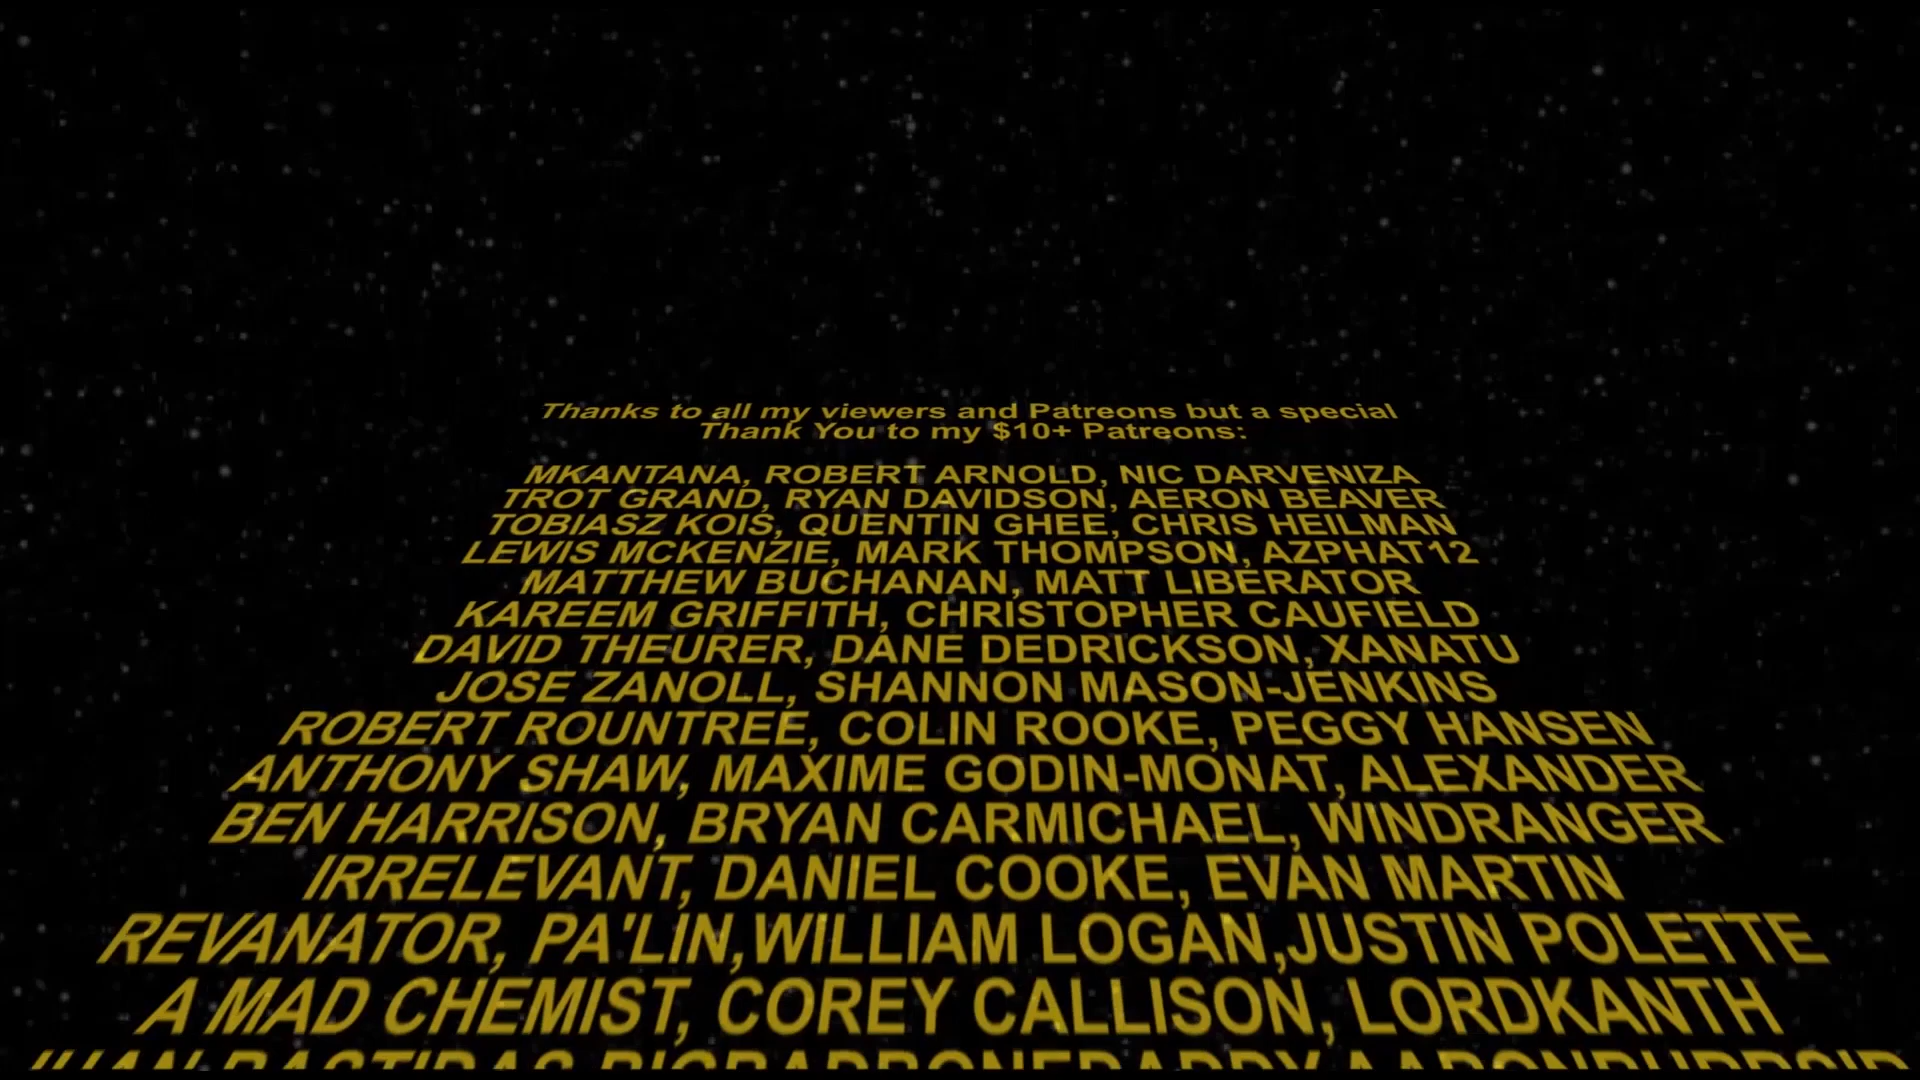 Thanks to all my viewers and Patreons but a special
Thank You to my $10+ Patreons:
MKANTANA, ROBERT ARNOLD, NIC DARVENIZA
TROT GRAND, RYAN DAVIDSON, AERON BEAVER
TOBIASZ KOIS, QUENTIN GHEE, CHRIS HEILMAN
LEWIS MCKENZIE, MARK THOMPSON, AZPHAT12
MATTHEW BUCHANAN, MATT LIBERATOR
KAREEM GRIFFITH, CHRISTOPHER CAUFIELD
DAVID THEURER, DANE DEDRICKSON, XANATU
JOSE ZANOLL, SHANNON MASON-JENKINS
ROBERT ROUNTREE, COLIN ROOKE, PEGGY HANSEN
ANTHONY SHAW, MAXIME GODIN-MONAT, ALEXANDER
BEN HARRISON, BRYAN CARMICHAEL, WINDRANGER
IRRELEVANT, DANIEL COOKE, EVAN MARTIN
REVANATOR, PA'LIN,WILLIAM LOGAN,JUSTIN POLETTE
A MAD CHEMIST, COREY CALLISON, LORDKANTH